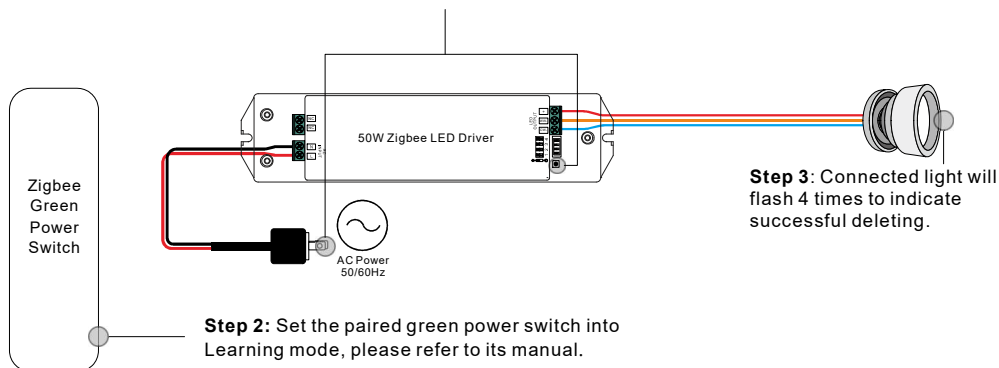 50W Zigbee LED Driver
LED
OUTPUT
Zigbee
Green
Power
Switch
AC Power
50/60Hz
Step 3: Connected light will
flash 4 times to indicate
successful deleting.
Step 2: Set the paired green power switch into
Learning mode, please refer to its manual.